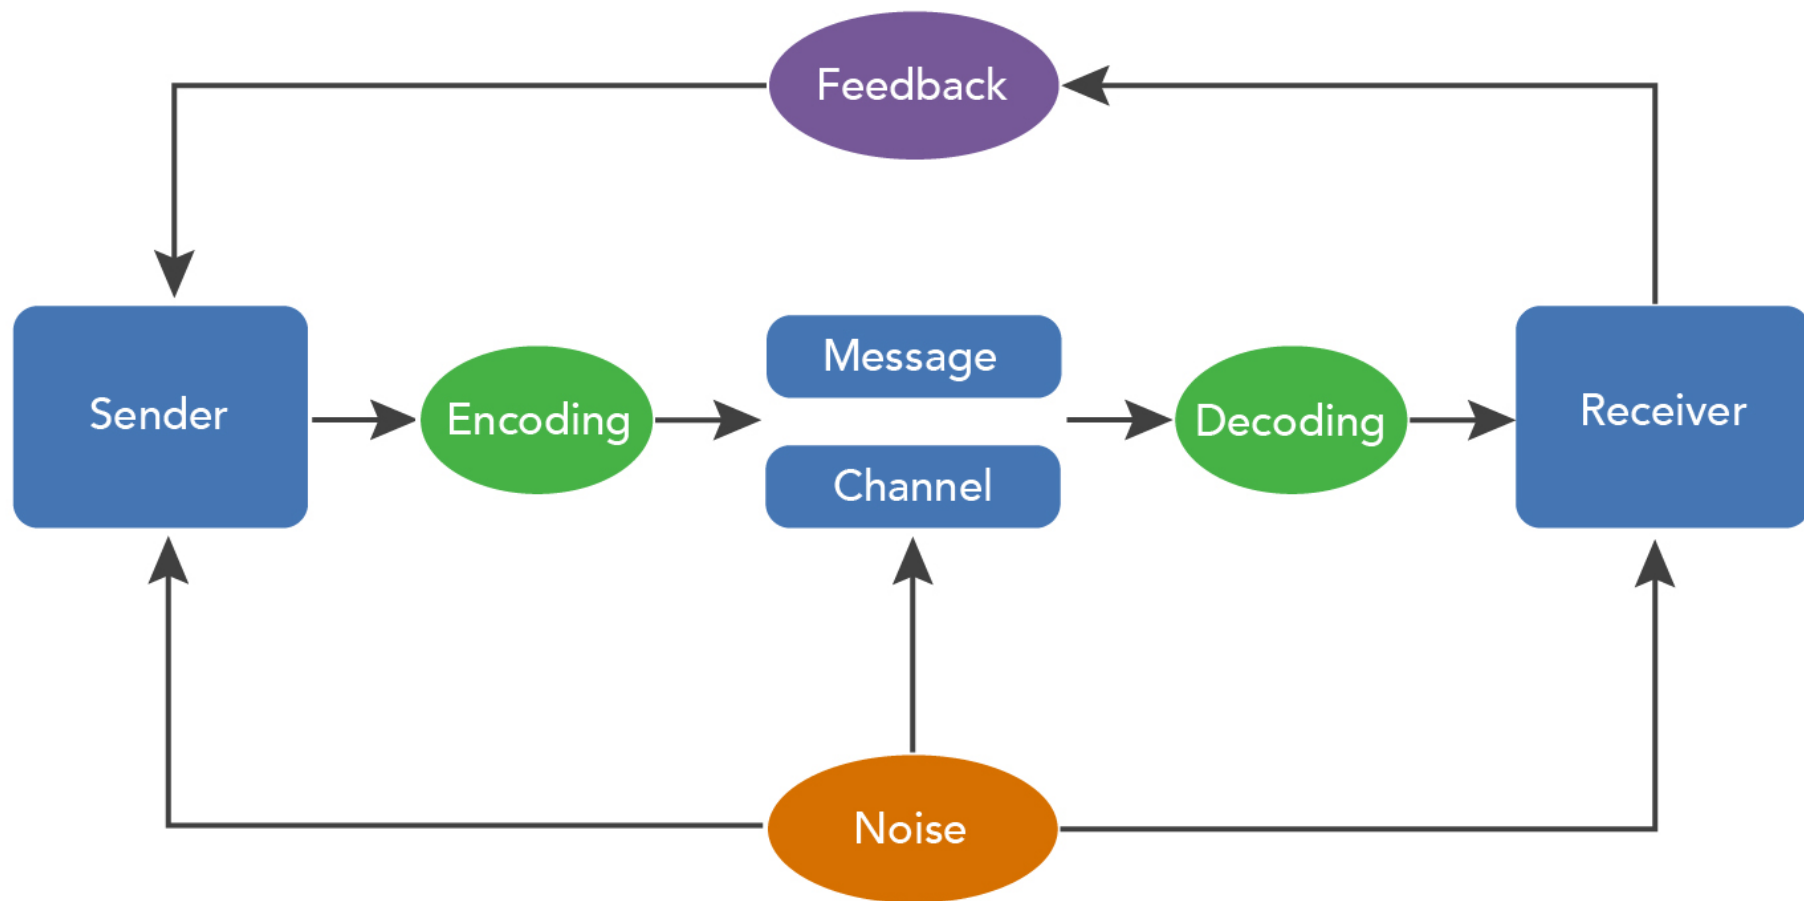 Feedback
Sender
Encoding
Message
Channel
Decoding
Receiver
Noise